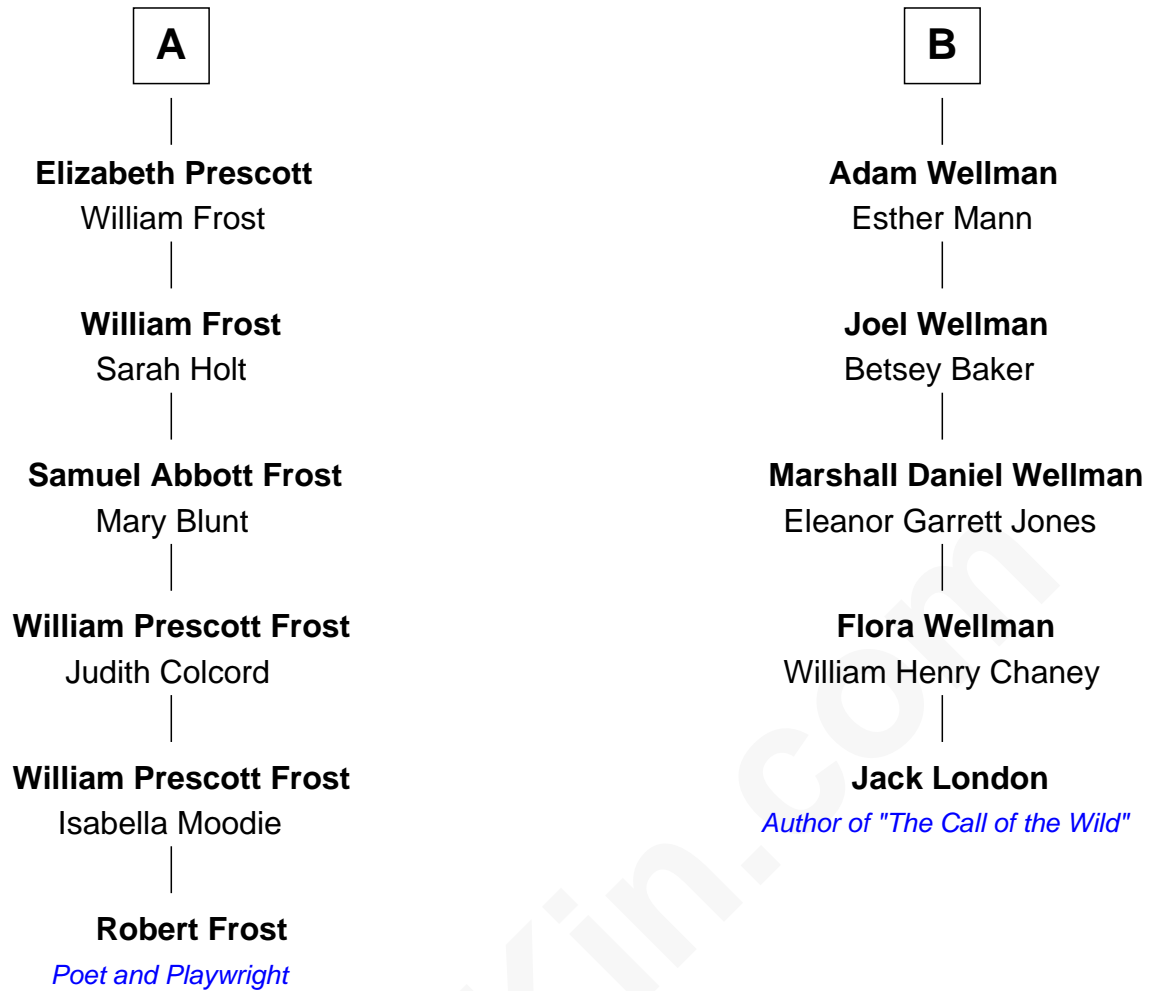 A
Elizabeth Prescott
William Frost
William Frost
Sarah Holt
Samuel Abbott Frost
Mary Blunt
William Prescott Frost
Judith Colcord
William Prescott Frost
Isabella Moodie
Robert Frost
Poet and Playwright
B
Adam Wellman
Esther Mann
Joel Wellman
Betsey Baker
Marshall Daniel Wellman
Eleanor Garrett Jones
Flora Wellman
William Henry Chaney
Jack London
Author of "The Call of the Wild"
Kin.com